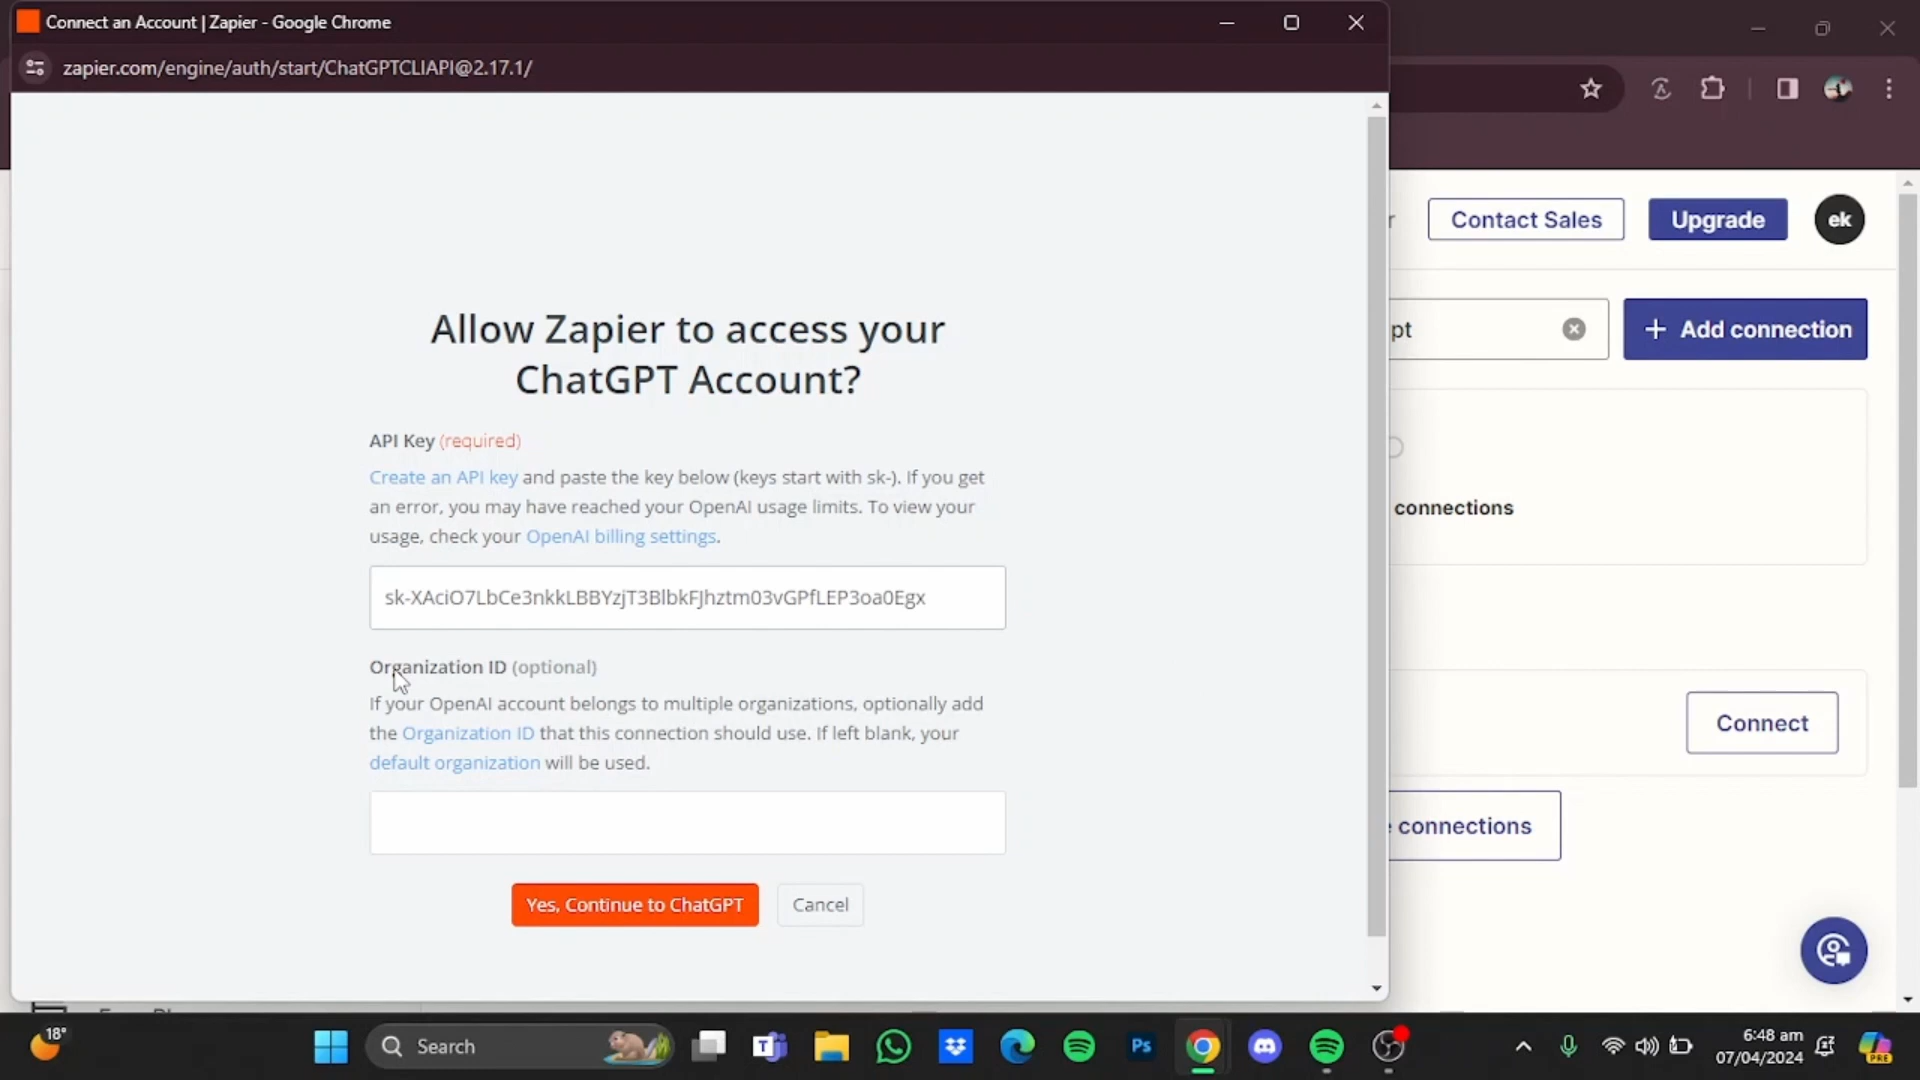 Connect an Account | Zapier - Google Chrome
zapier.com/engine/auth/start/ChatGPTCLIAPI@2.17.1/
Contact Sales
Upgrade
ek
pt
+ Add connection
connections
Connect
connections
Allow Zapier to access your
ChatGPT Account?
API Key (required)
Create an API key and paste the key below (keys start with sk-). If you get
an error, you may have reached your OpenAI usage limits. To view your
usage, check your OpenAI billing settings.
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
Organization ID (optional)
If your OpenAI account belongs to multiple organizations, optionally add
the Organization ID that this connection should use. If left blank, your
default organization will be used.
Yes, Continue to ChatGPT
Cancel
18°
Search
Ps
6:48 am
07/04/2024
PRE